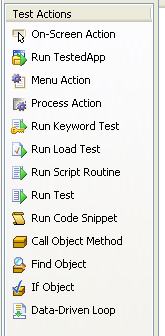 Test Actions
On-Screen Action
Run TestedApp
Menu Action
Process Action
Run Keyword Test
Run Load Test
Run Script Routine
Run Test
Run Code Snippet
Call Object Method
Find Object
If Object
Data-Driven Loop